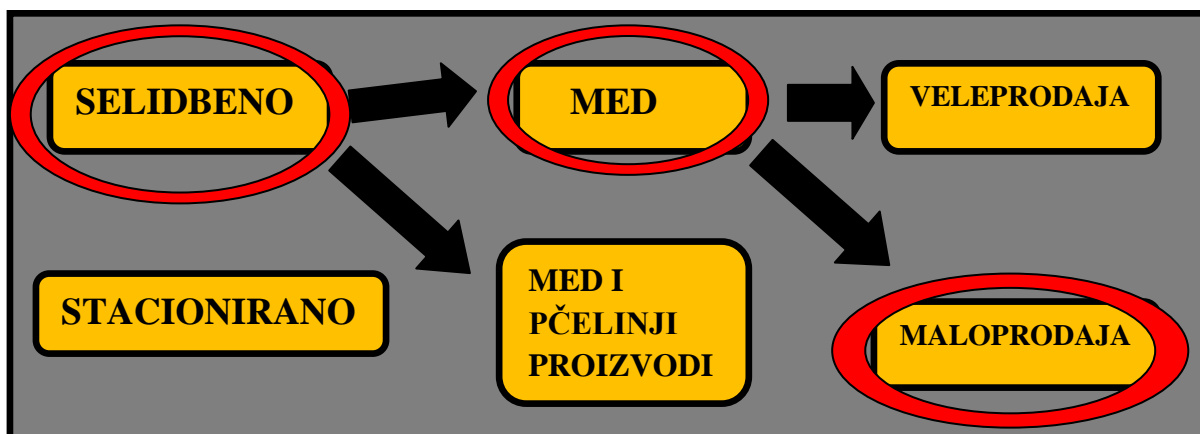 SELIDBENO
MED
VELEPRODAJA
STACIONIRANO
MED I
PČELINJI
PROIZVODI
MALOPRODAJA